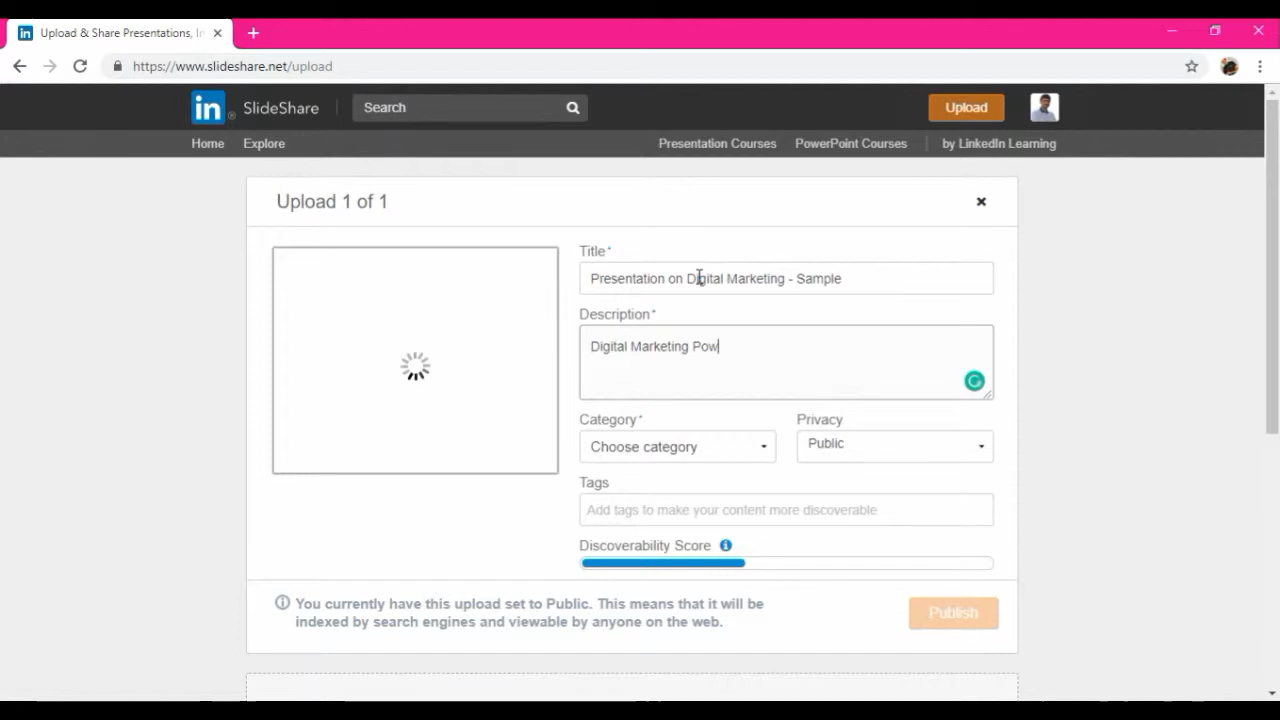 in Upload & Share Presentations, In
https://www.slideshare.net/upload
in SlideShare Search Upload
Home Explore Presentation Courses PowerPoint Courses by LinkedIn Learning
Upload 1 of 1
Title*
Presentation on Digital Marketing - Sample
Description*
Digital Marketing Pow
Category* Privacy
Choose category Public
Tags
Add tags to make your content more discoverable
Discoverability Score
You currently have this upload set to Public. This means that it will be
indexed by search engines and viewable by anyone on the web.
Publish